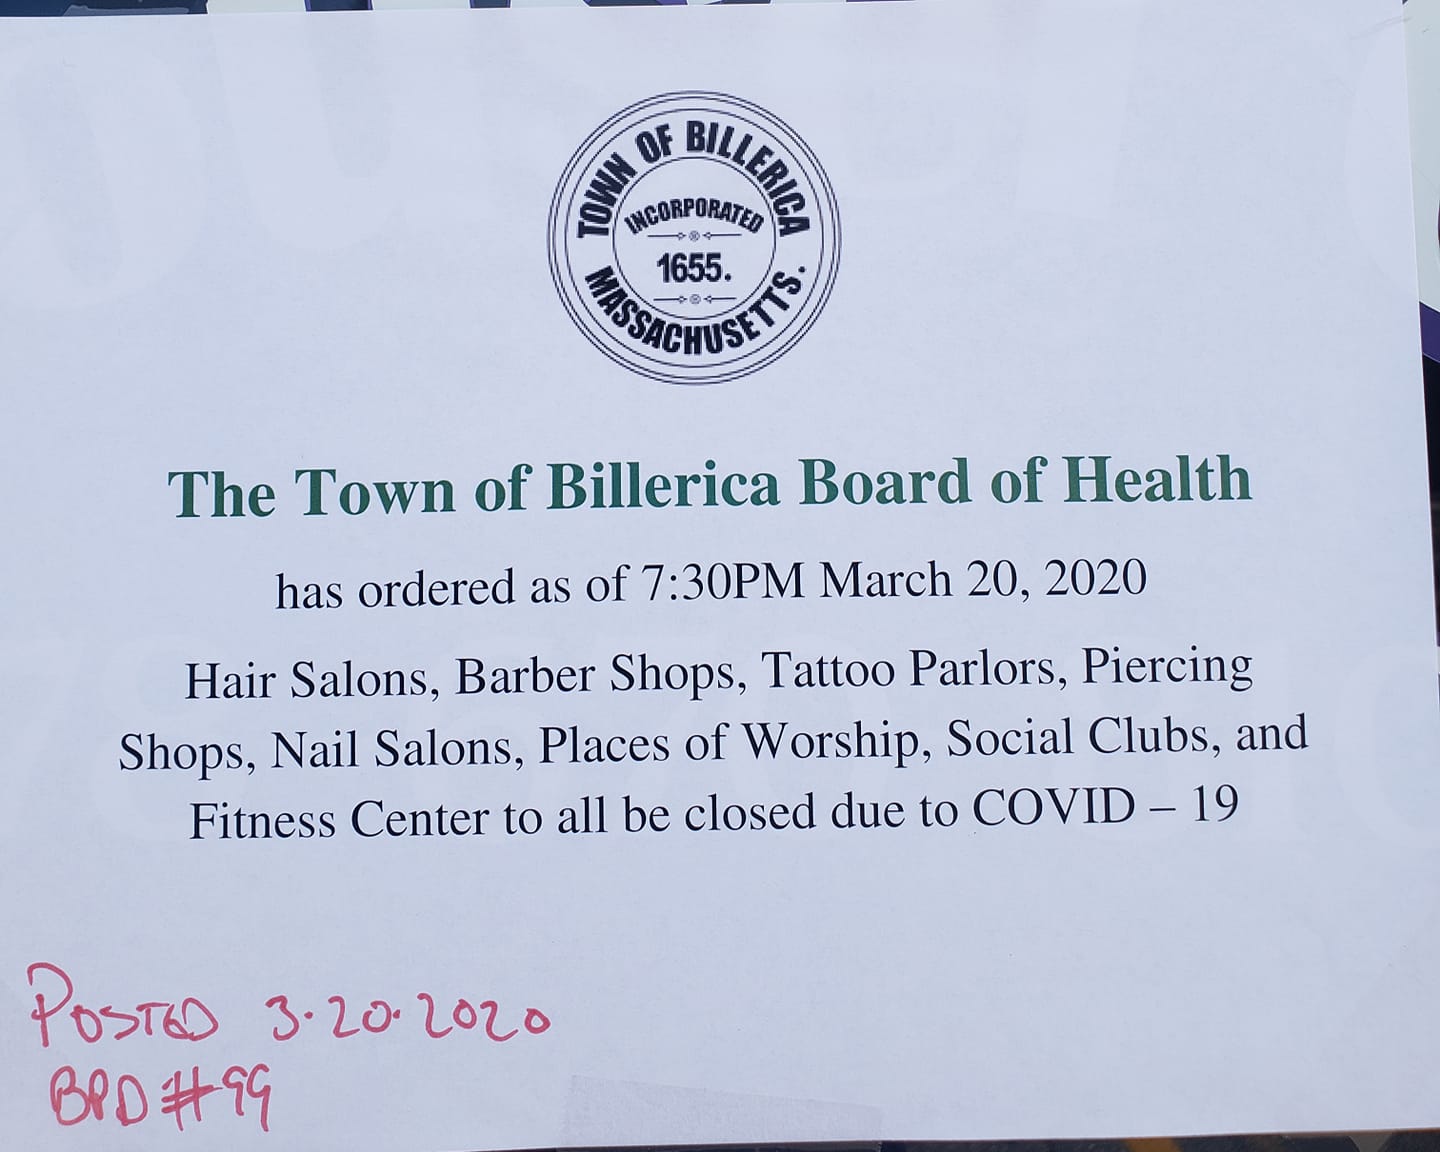 TOWN OF BILLERICA
INCORPORATED
1655.
MASSACHUSETTS.
The Town of Billerica Board of Health
has ordered as of 7:30PM March 20, 2020
Hair Salons, Barber Shops, Tattoo Parlors, Piercing
Shops, Nail Salons, Places of Worship, Social Clubs, and
Fitness Center to all be closed due to COVID – 19
POSTED 3.20.2020
BPD #99